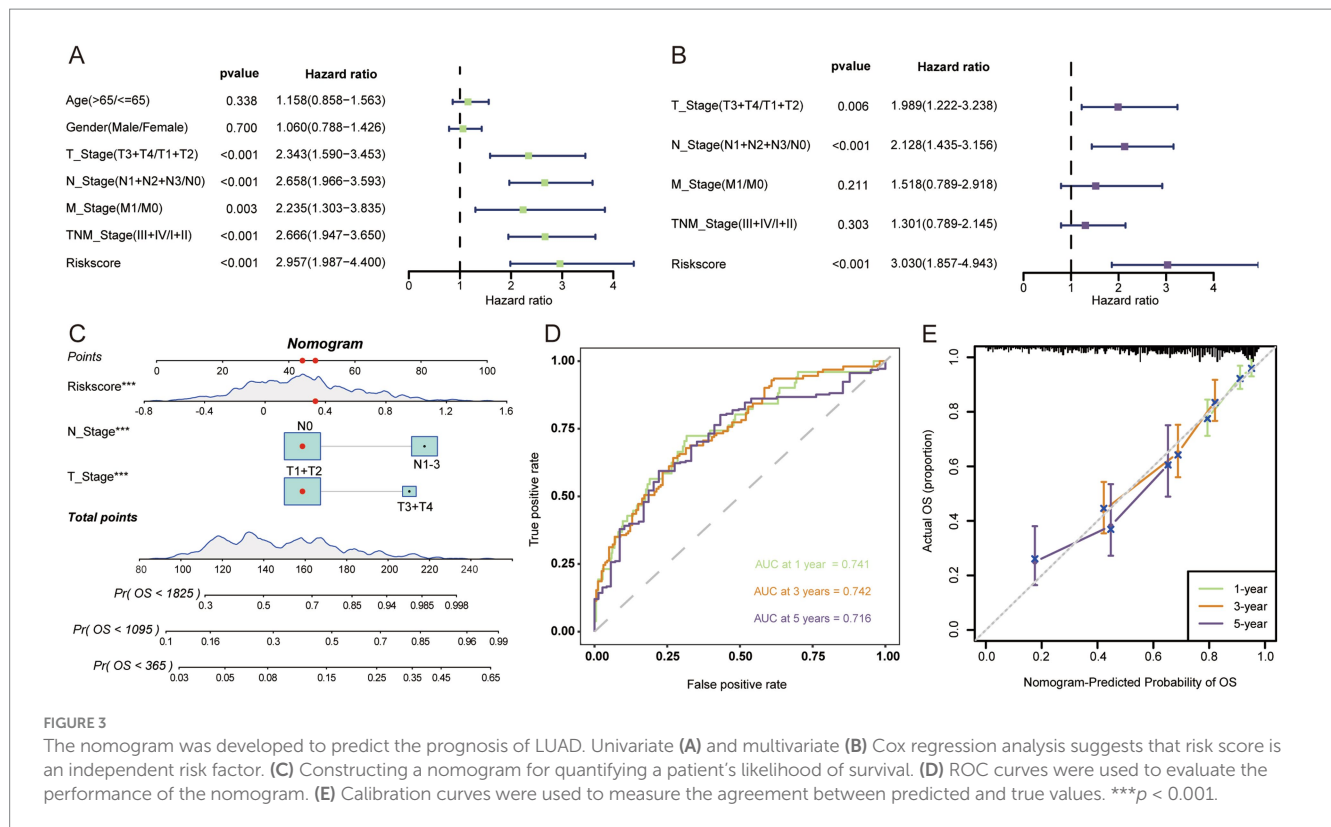 A
pvalue Hazard ratio
Age(>65/<=65) 0.338 1.158(0.858−1.563)
Gender(Male/Female) 0.700 1.060(0.788−1.426)
T_Stage(T3+T4/T1+T2) <0.001 2.343(1.590−3.453)
N_Stage(N1+N2+N3/N0) <0.001 2.658(1.966−3.593)
M_Stage(M1/M0) 0.003 2.235(1.303−3.835)
TNM_Stage(III+IV/I+II) <0.001 2.666(1.947−3.650)
Riskscore <0.001 2.957(1.987−4.400)
0 1 2 3 4
Hazard ratio
B
pvalue Hazard ratio
T_Stage(T3+T4/T1+T2) 0.006 1.989(1.222-3.238)
N_Stage(N1+N2+N3/N0) <0.001 2.128(1.435-3.156)
M_Stage(M1/M0) 0.211 1.518(0.789-2.918)
TNM_Stage(III+IV/I+II) 0.303 1.301(0.789-2.145)
Riskscore <0.001 3.030(1.857-4.943)
0 1 2 3 4
Hazard ratio
C
Nomogram
Points 0 20 40 60 80 100
Riskscore***
-0.8 -0.4 0 0.4 0.8 1.2 1.6
N_Stage*** N0
N1-3
T_Stage*** T1+T2
T3+T4
Total points
80 100 120 140 160 180 200 220 240
Pr( OS < 1825 )
0.3 0.5 0.7 0.85 0.94 0.985 0.998
Pr( OS < 1095 )
0.1 0.16 0.3 0.5 0.7 0.85 0.96 0.99
Pr( OS < 365 )
0.03 0.05 0.08 0.15 0.25 0.35 0.45 0.65
D
True positive rate
1.00
0.75
0.50
0.25
0.00
AUC at 1 year = 0.741
AUC at 3 years = 0.742
AUC at 5 years = 0.716
0.00 0.25 0.50 0.75 1.00
False positive rate
E
Actual OS (proportion)
1.0
0.8
0.6
0.4
0.2
0.0
1-year
3-year
5-year
0.0 0.2 0.4 0.6 0.8 1.0
Nomogram-Predicted Probability of OS
FIGURE 3
The nomogram was developed to predict the prognosis of LUAD. Univariate (A) and multivariate (B) Cox regression analysis suggests that risk score is
an independent risk factor. (C) Constructing a nomogram for quantifying a patient's likelihood of survival. (D) ROC curves were used to evaluate the
performance of the nomogram. (E) Calibration curves were used to measure the agreement between predicted and true values. ***p < 0.001.